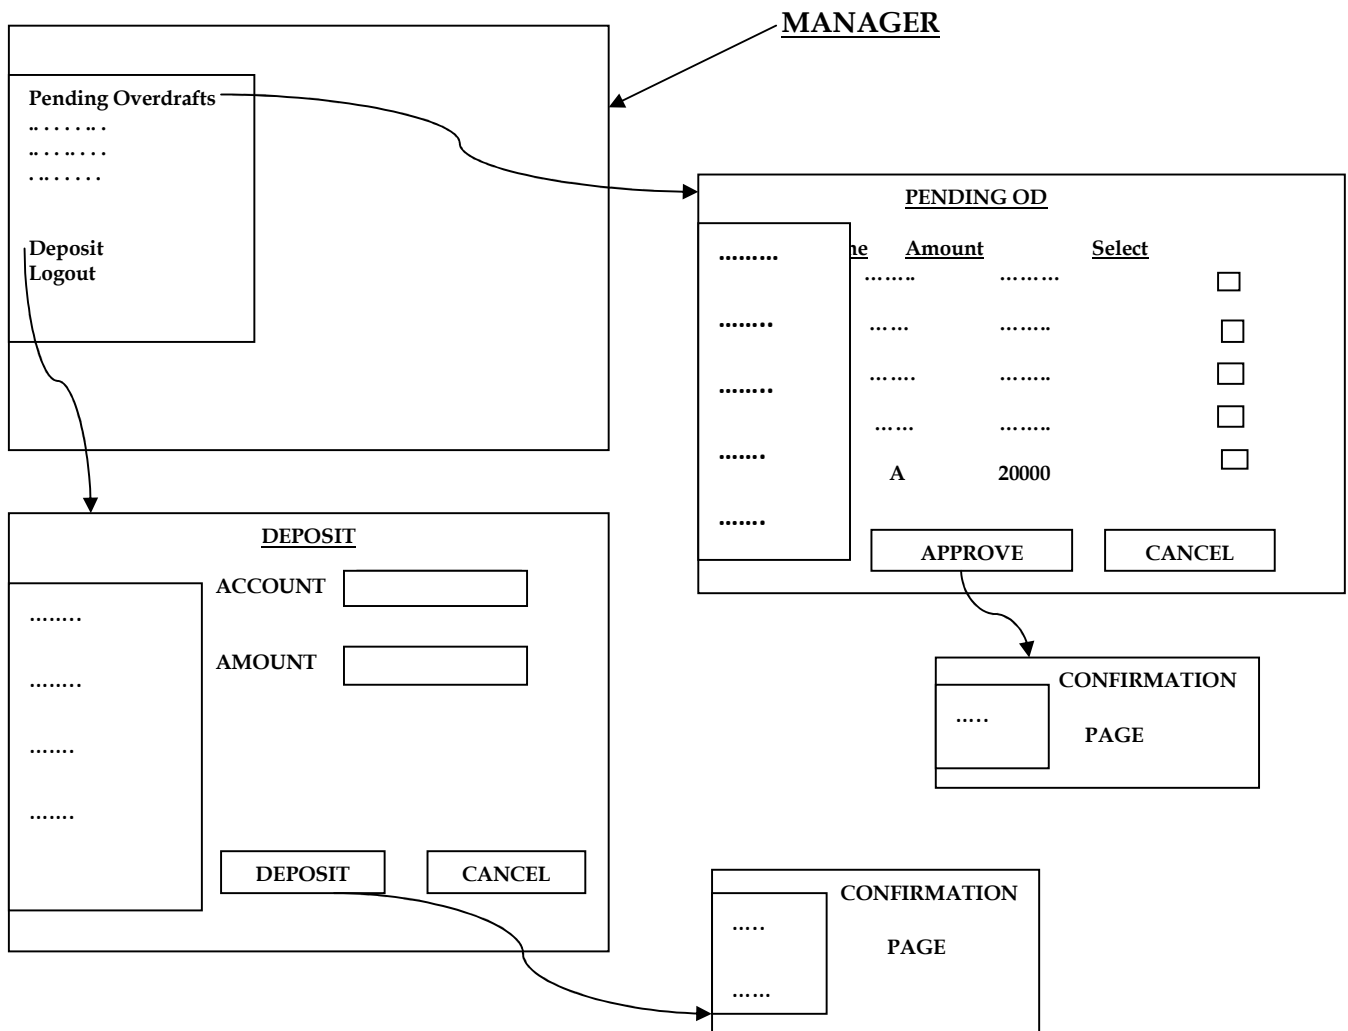 MANAGER
Pending Overdrafts
.. . . . . .. .
.. . . .. . . .
. .. . . . . .
Deposit
Logout
PENDING OD
Amount Select
......... ........ .........
........ ...... ........
........ ....... ........
....... ...... ........
A 20000
.......
APPROVE CANCEL
CONFIRMATION
.....
PAGE
DEPOSIT
ACCOUNT
........
AMOUNT
........
.......
.......
DEPOSIT CANCEL
CONFIRMATION
.....
PAGE
......